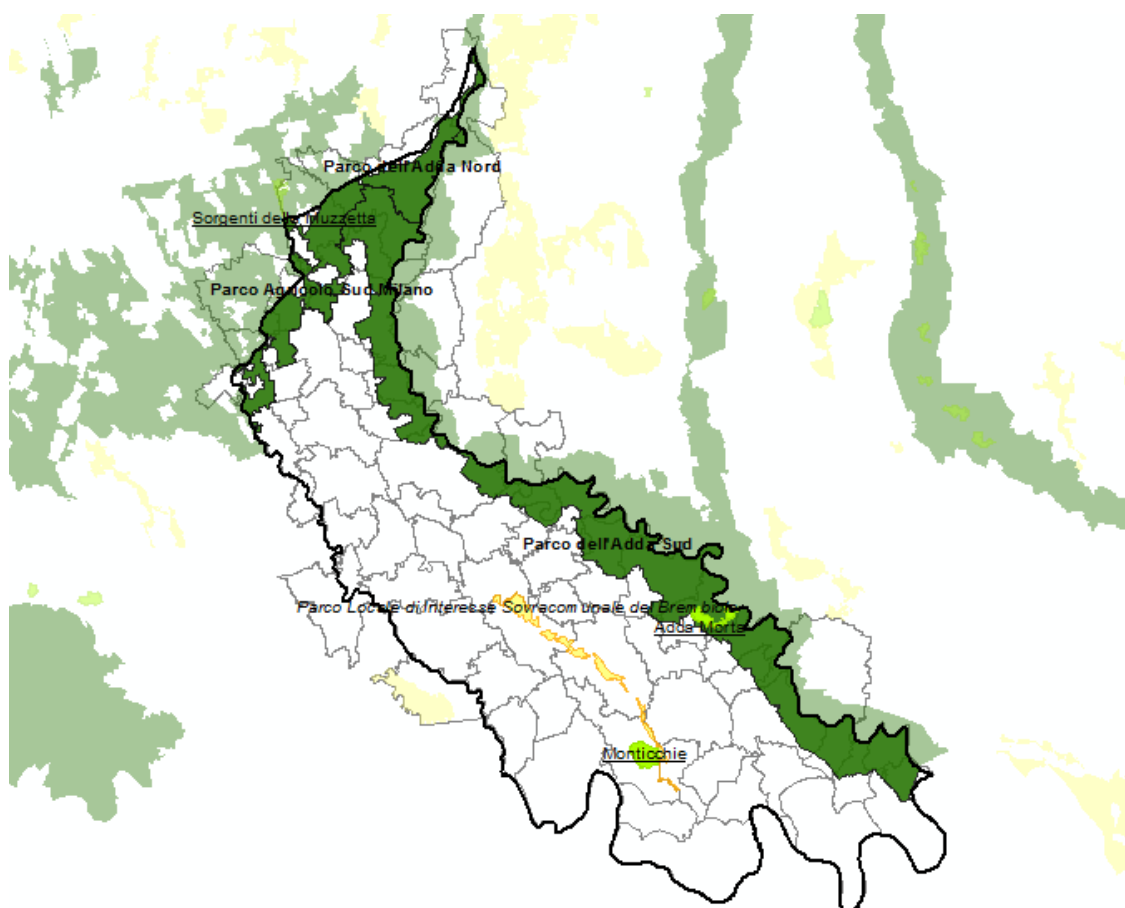 Parco dell'Adda Nord
Sorgenti della Muzzetta
Parco Agricolo Sud Milano
Parco dell'Adda Sud
Parco Locale di Interesse Sovracomunale del Brembiolo
Adda Morta
Monticchie